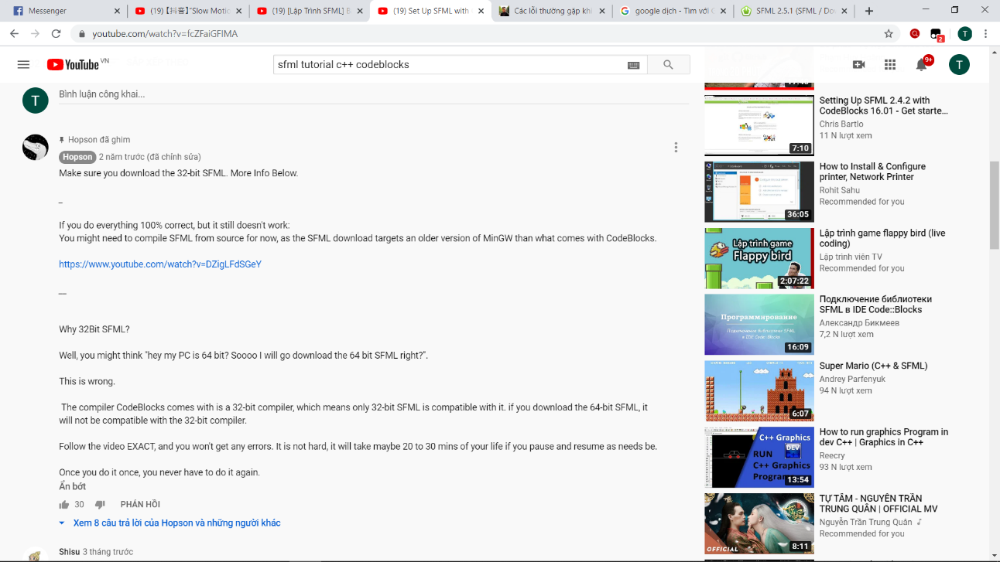 Messenger
(19) 【抖音】"Slow Motio
(19) [Lập Trình SFML] B
(19) Set Up SFML with
Các lỗi thường gặp khi
google dịch - Tìm với G
SFML 2.5.1 (SFML / Do
youtube.com/watch?v=fcZFaiGFIMA
2
T
YouTube VN
sfml tutorial c++ codeblocks
9+
T
T
Bình luận công khai...
Hopson đã ghim
Hopson 2 năm trước (đã chỉnh sửa)
Make sure you download the 32-bit SFML. More Info Below.
_
If you do everything 100% correct, but it still doesn't work:
You might need to compile SFML from source for now, as the SFML download targets an older version of MinGW than what comes with CodeBlocks.
https://www.youtube.com/watch?v=DZigLFdSGeY
__
Why 32Bit SFML?
Well, you might think "hey my PC is 64 bit? Soooo I will go download the 64 bit SFML right?".
This is wrong.
The compiler CodeBlocks comes with is a 32-bit compiler, which means only 32-bit SFML is compatible with it. if you download the 64-bit SFML, it
will not be compatible with the 32-bit compiler.
Follow the video EXACT, and you won't get any errors. It is not hard, it will take maybe 20 to 30 mins of your life if you pause and resume as needs be.
Once you do it once, you never have to do it again.
Ẩn bớt
30 PHẢN HỒI
Xem 8 câu trả lời của Hopson và những người khác
Shisu 3 tháng trước
Setting Up SFML 2.4.2 with
CodeBlocks 16.01 - Get starte...
Chris Bartlo
11 N lượt xem
7:10
How to Install & Configure
printer, Network Printer
Rohit Sahu
Recommended for you
36:05
Lập trình game flappy bird (live
coding)
Lập trình viên TV
Recommended for you
Lập trình game
Flappy bird
2:07:22
Подключение библиотеки
SFML в IDE Code::Blocks
Александр Бикмеев
7,2 N lượt xem
Программирование
Подключение библиотеки SFML
в IDE Code::Blocks
16:09
Super Mario (C++ & SFML)
Andrey Parfenyuk
94 N lượt xem
6:07
How to run graphics Program in
dev C++ | Graphics in C++
Reecry
93 N lượt xem
C++ Graphics
DEV
RUN
C++ Graphics
Program
13:54
TỰ TÂM - NGUYỄN TRẦN
TRUNG QUÂN | OFFICIAL MV
Nguyễn Trần Trung Quân
Recommended for you
OFFICIAL
8:11